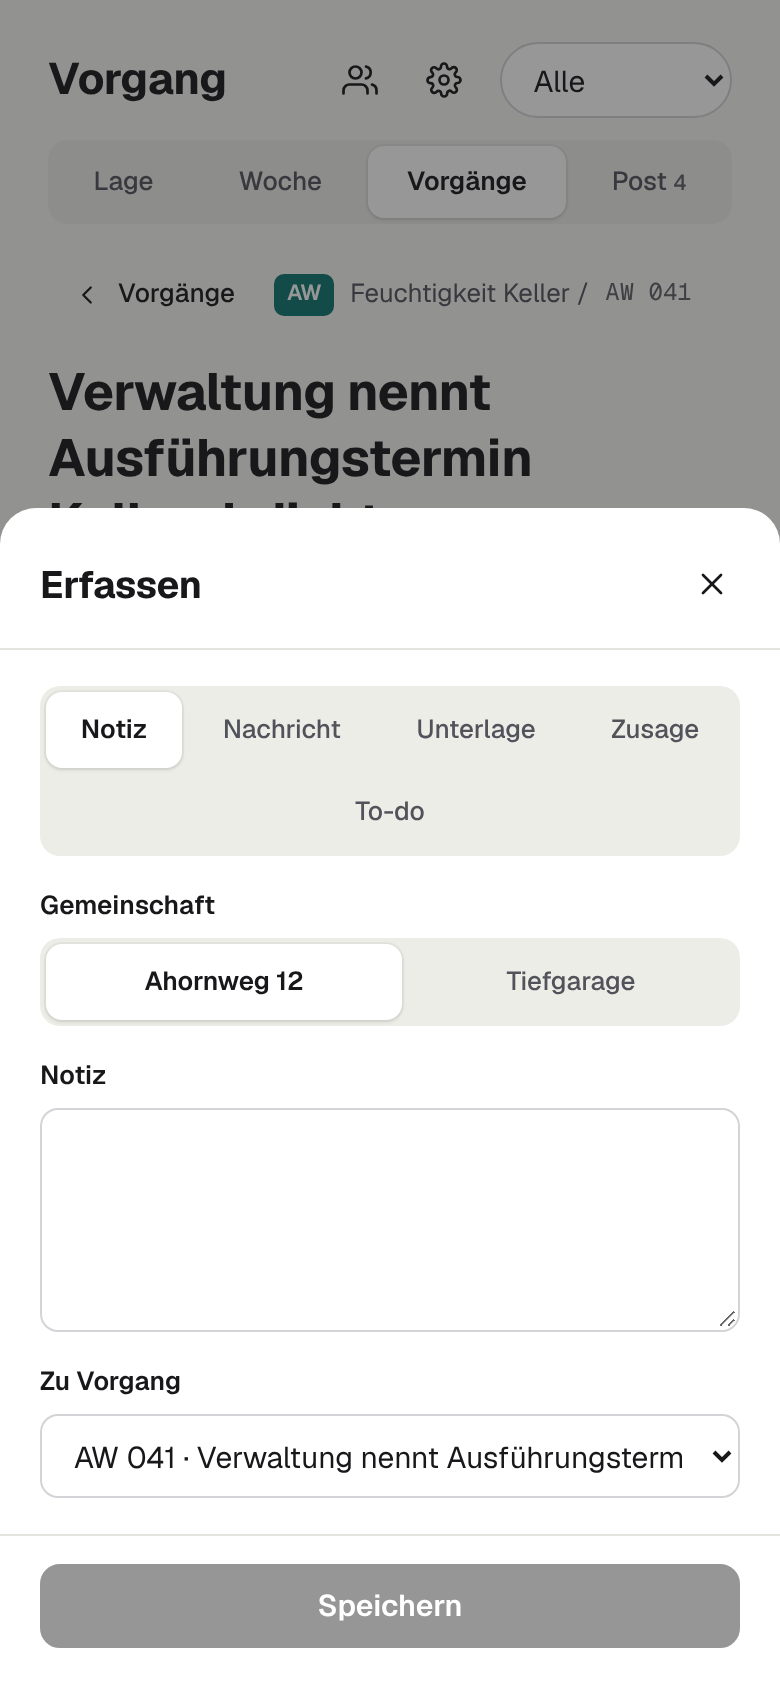 Vorgang
Alle
Lage
Woche
Vorgänge
Post 4
Vorgänge
AW
Feuchtigkeit Keller /
AW 041
Verwaltung nennt
Ausführungstermin
Erfassen
Notiz
Nachricht
Unterlage
Zusage
To-do
Gemeinschaft
Ahornweg 12
Tiefgarage
Notiz
Zu Vorgang
AW 041 · Verwaltung nennt Ausführungsterm
Speichern